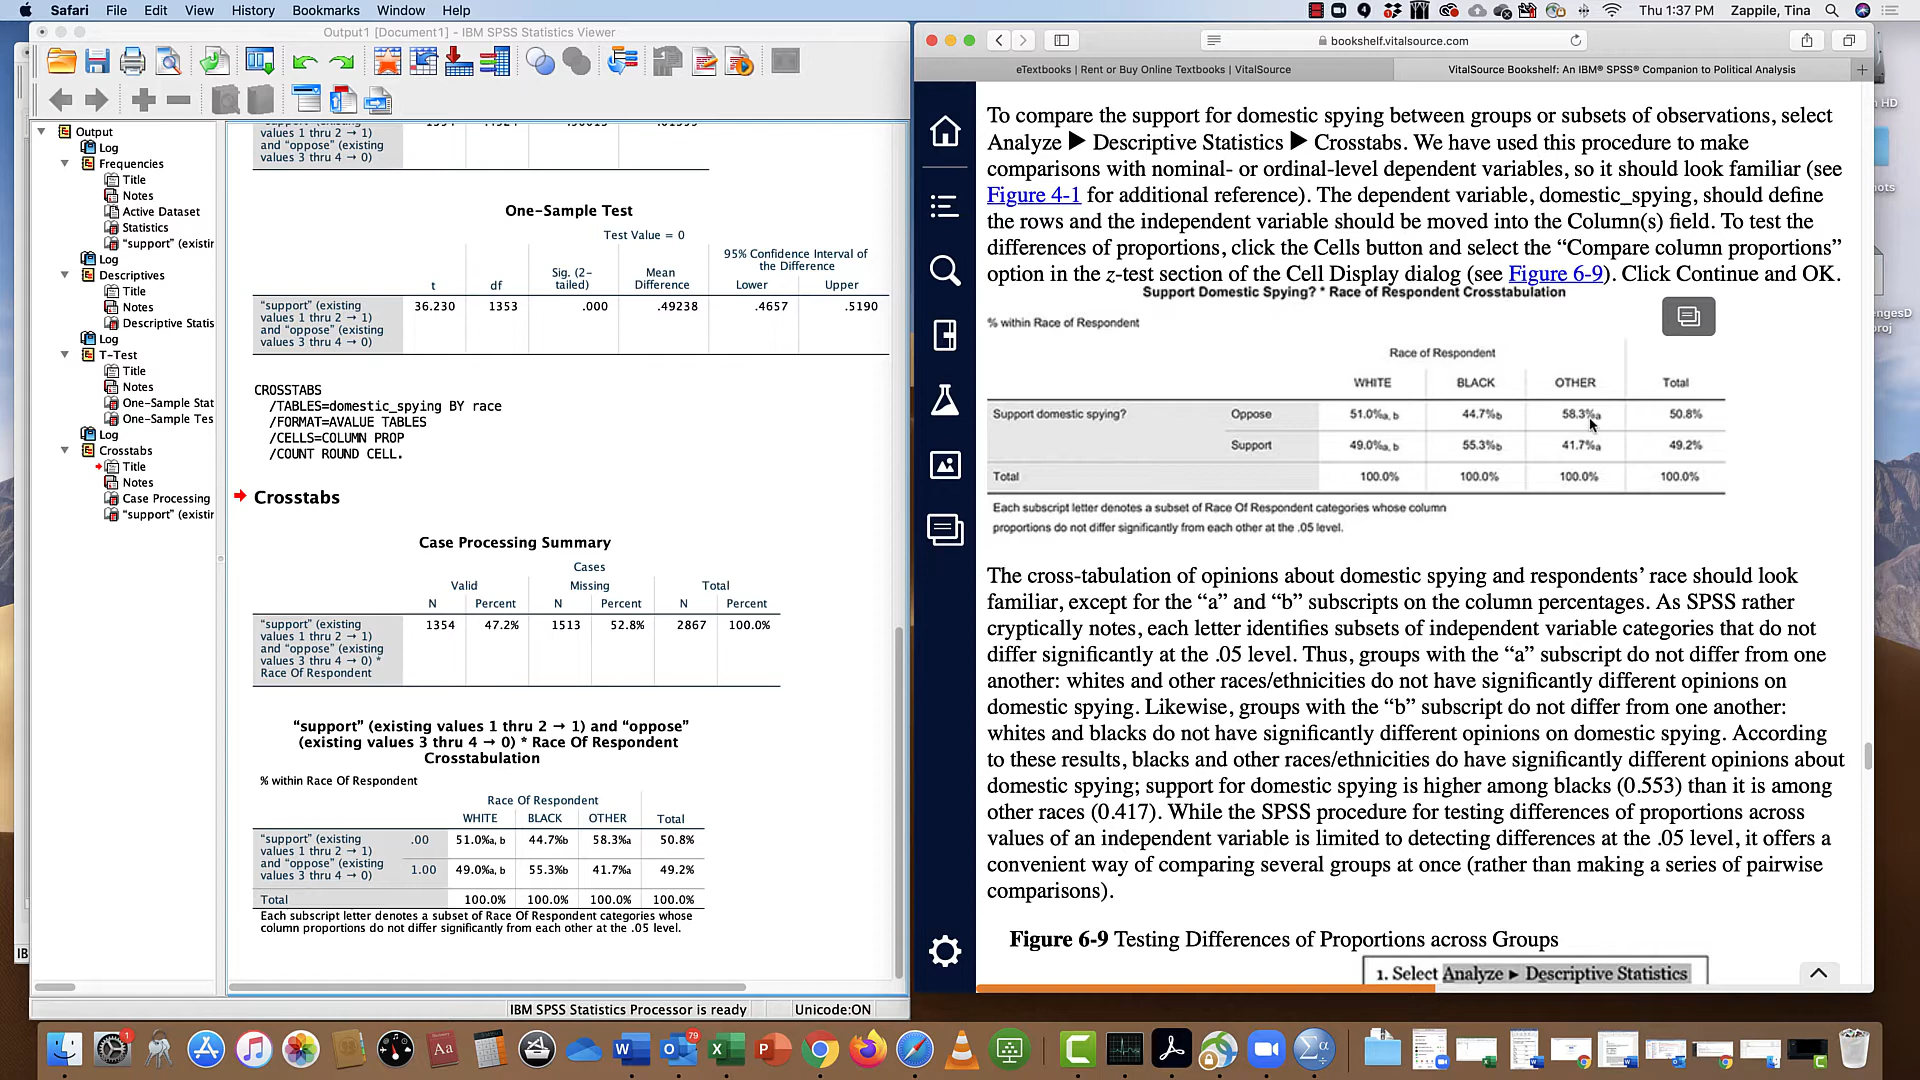 Safari File Edit View History Bookmarks Window Help
Thu 1:37 PM Zappile, Tina
Output1 [Document1] - IBM SPSS Statistics Viewer
Output
Log
Frequencies
Title
Notes
Active Dataset
Statistics
“support” (existir
Log
Descriptives
Title
Notes
Descriptive Statis
Log
T-Test
Title
Notes
One-Sample Stat
One-Sample Tes
Log
Crosstabs
Title
Notes
Case Processing
“support” (existir
values 1 thru 2 → 1)
and “oppose” (existing
values 3 thru 4 → 0)
One-Sample Test
Test Value = 0
95% Confidence Interval of
the Difference
t df Sig. (2-
tailed) Mean
Difference Lower Upper
“support” (existing
values 1 thru 2 → 1)
and “oppose” (existing
values 3 thru 4 → 0)
36.230 1353 .000 .49238 .4657 .5190
CROSSTABS
/TABLES=domestic_spying BY race
/FORMAT=AVALUE TABLES
/CELLS=COLUMN PROP
/COUNT ROUND CELL.
Crosstabs
Case Processing Summary
Cases
Valid Missing Total
N Percent N Percent N Percent
“support” (existing
values 1 thru 2 → 1)
and “oppose” (existing
values 3 thru 4 → 0) *
Race Of Respondent
1354 47.2% 1513 52.8% 2867 100.0%
“support” (existing values 1 thru 2 → 1) and “oppose”
(existing values 3 thru 4 → 0) * Race Of Respondent
Crosstabulation
% within Race Of Respondent
Race Of Respondent
WHITE BLACK OTHER Total
“support” (existing
values 1 thru 2 → 1)
and “oppose” (existing
values 3 thru 4 → 0)
.00 51.0%a, b 44.7%b 58.3%a 50.8%
1.00 49.0%a, b 55.3%b 41.7%a 49.2%
Total 100.0% 100.0% 100.0% 100.0%
Each subscript letter denotes a subset of Race Of Respondent categories whose
column proportions do not differ significantly from each other at the .05 level.
IBM SPSS Statistics Processor is ready Unicode:ON
bookshelf.vitalsource.com
eTextbooks | Rent or Buy Online Textbooks | VitalSource
VitalSource Bookshelf: An IBM® SPSS® Companion to Political Analysis
To compare the support for domestic spying between groups or subsets of observations, select
Analyze ▶ Descriptive Statistics ▶ Crosstabs. We have used this procedure to make
comparisons with nominal- or ordinal-level dependent variables, so it should look familiar (see
Figure 4-1 for additional reference). The dependent variable, domestic_spying, should define
the rows and the independent variable should be moved into the Column(s) field. To test the
differences of proportions, click the Cells button and select the “Compare column proportions”
option in the z-test section of the Cell Display dialog (see Figure 6-9). Click Continue and OK.
Support Domestic Spying? * Race of Respondent Crosstabulation
% within Race of Respondent
Race of Respondent
WHITE BLACK OTHER Total
Support domestic spying? Oppose 51.0%a, b 44.7%b 58.3%a 50.8%
Support 49.0%a, b 55.3%b 41.7%a 49.2%
Total 100.0% 100.0% 100.0% 100.0%
Each subscript letter denotes a subset of Race Of Respondent categories whose column
proportions do not differ significantly from each other at the .05 level.
The cross-tabulation of opinions about domestic spying and respondents’ race should look
familiar, except for the “a” and “b” subscripts on the column percentages. As SPSS rather
cryptically notes, each letter identifies subsets of independent variable categories that do not
differ significantly at the .05 level. Thus, groups with the “a” subscript do not differ from one
another: whites and other races/ethnicities do not have significantly different opinions on
domestic spying. Likewise, groups with the “b” subscript do not differ from one another:
whites and blacks do not have significantly different opinions on domestic spying. According
to these results, blacks and other races/ethnicities do have significantly different opinions about
domestic spying; support for domestic spying is higher among blacks (0.553) than it is among
other races (0.417). While the SPSS procedure for testing differences of proportions across
values of an independent variable is limited to detecting differences at the .05 level, it offers a
convenient way of comparing several groups at once (rather than making a series of pairwise
comparisons).
Figure 6-9 Testing Differences of Proportions across Groups
1. Select Analyze ▸ Descriptive Statistics
HD
ots
engesD
proj
IB
1
79